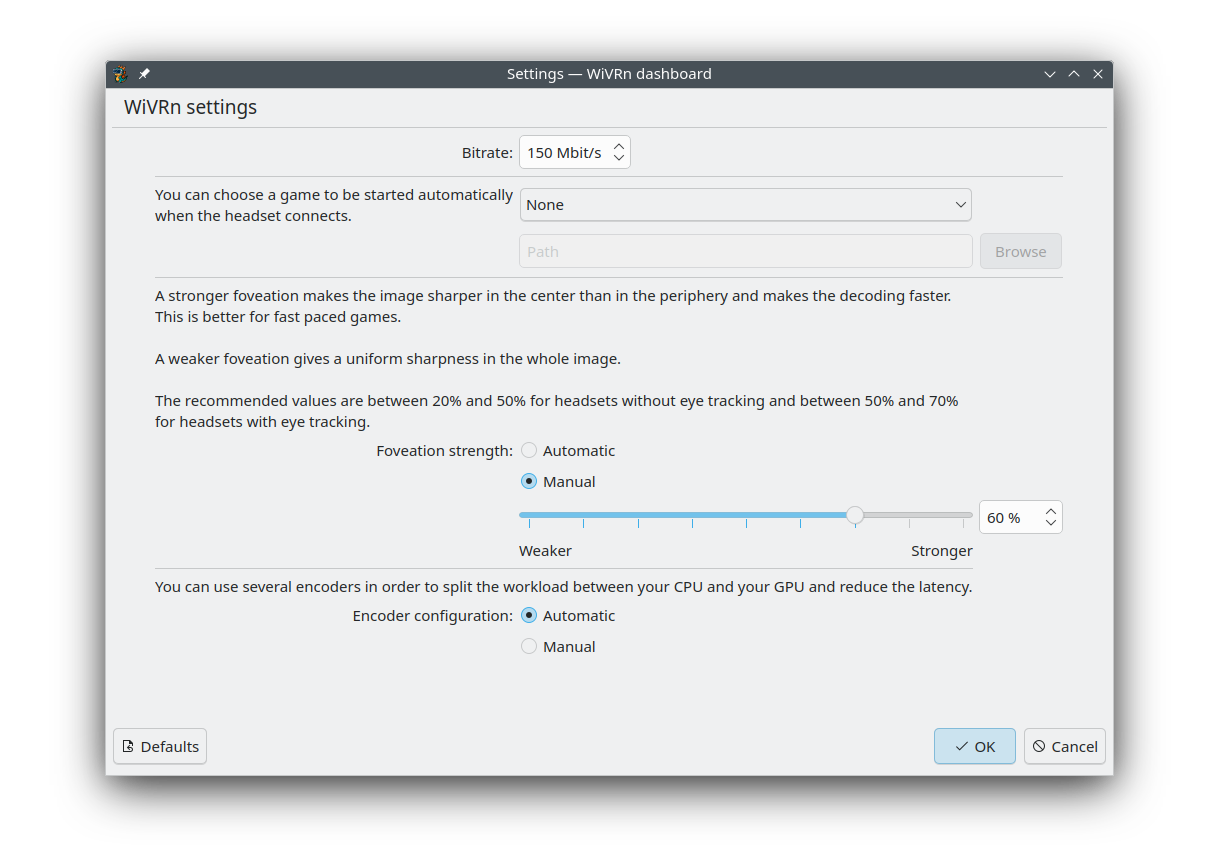 Settings — WiVRn dashboard
WiVRn settings
Bitrate: 150 Mbit/s
You can choose a game to be started automatically
when the headset connects.
None
Path
Browse
A stronger foveation makes the image sharper in the center than in the periphery and makes the decoding faster.
This is better for fast paced games.
A weaker foveation gives a uniform sharpness in the whole image.
The recommended values are between 20% and 50% for headsets without eye tracking and between 50% and 70%
for headsets with eye tracking.
Foveation strength: Automatic
Manual
60 %
Weaker Stronger
You can use several encoders in order to split the workload between your CPU and your GPU and reduce the latency.
Encoder configuration: Automatic
Manual
Defaults OK Cancel